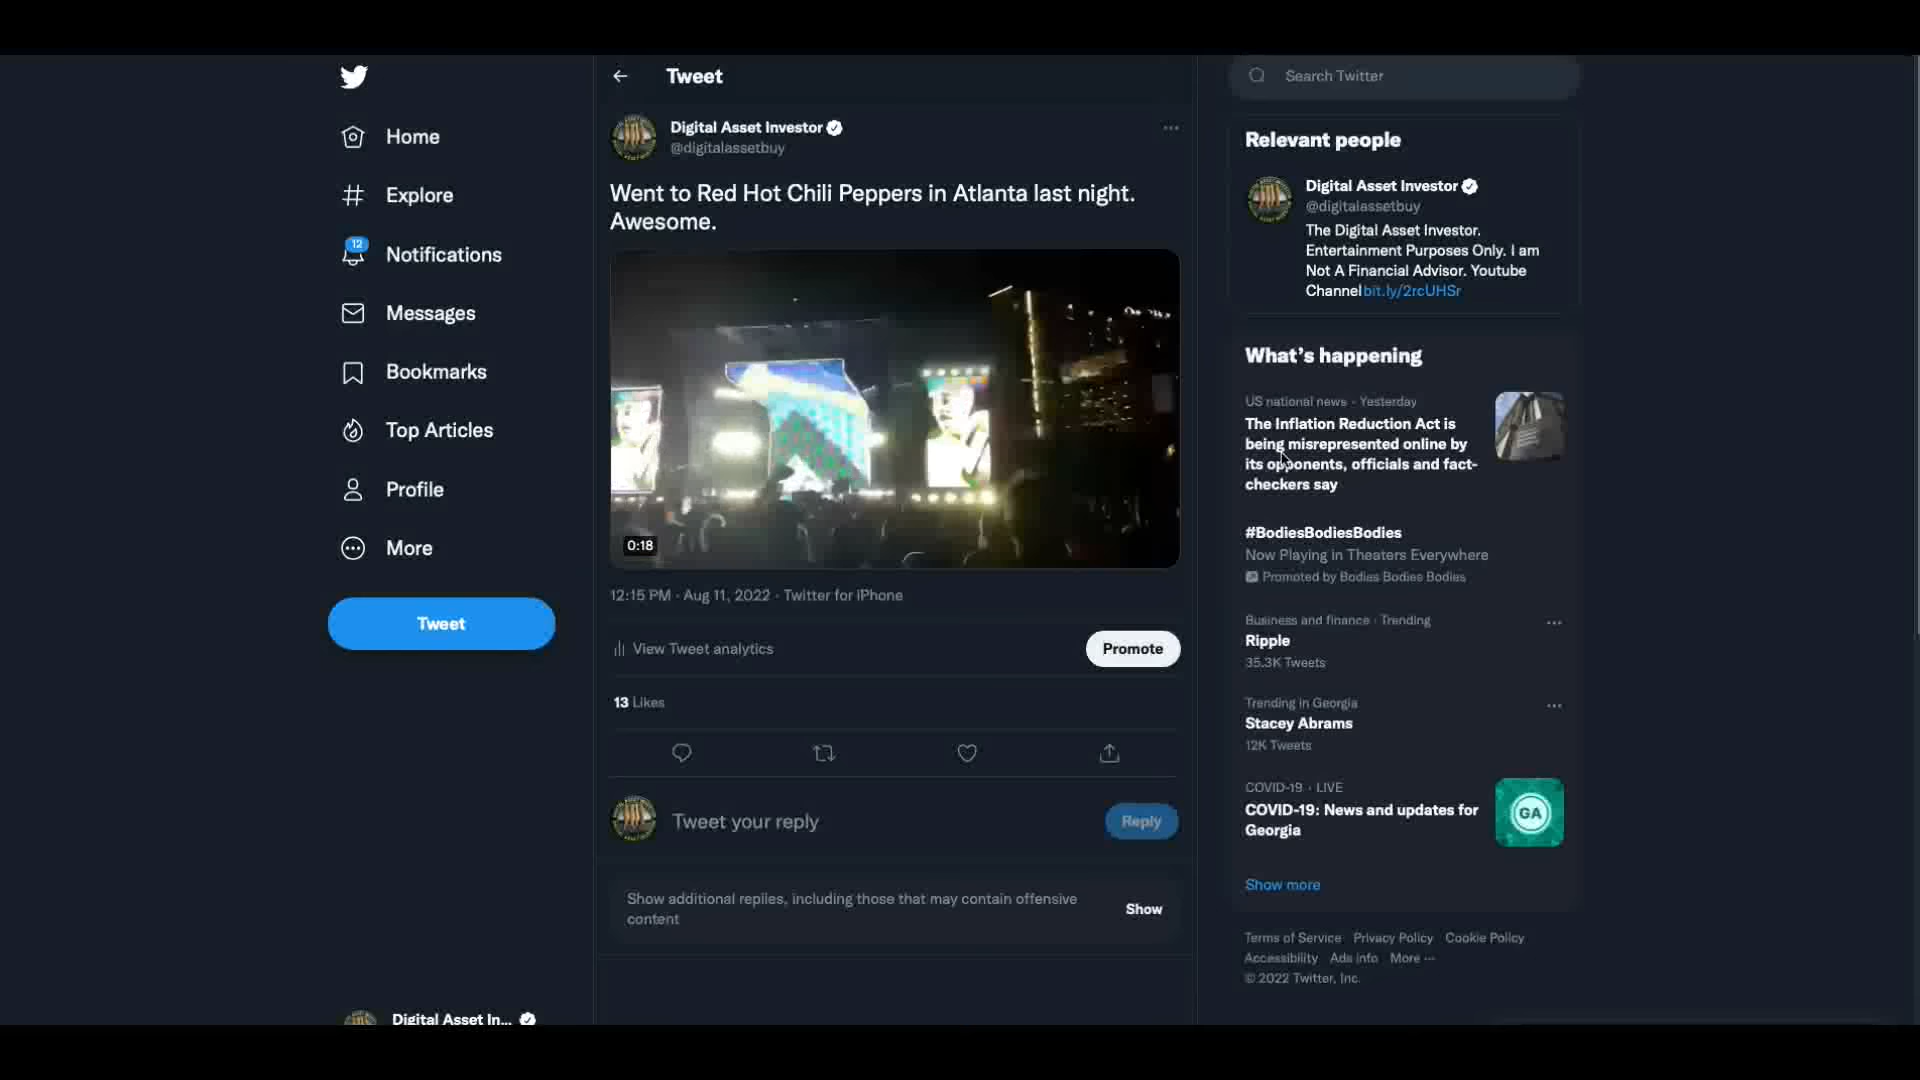 Home
Explore
12
Notifications
Messages
Bookmarks
Top Articles
Profile
More
Tweet
Digital Asset In...
Tweet
Digital Asset Investor
@digitalassetbuy
Went to Red Hot Chili Peppers in Atlanta last night.
Awesome.
0:18
12:15 PM · Aug 11, 2022 · Twitter for iPhone
View Tweet analytics
Promote
13 Likes
Tweet your reply
Reply
Show additional replies, including those that may contain offensive
content
Show
Search Twitter
Relevant people
Digital Asset Investor
@digitalassetbuy
The Digital Asset Investor.
Entertainment Purposes Only. I am
Not A Financial Advisor. Youtube
Channel bit.ly/2rcUHSr
What's happening
US national news · Yesterday
The Inflation Reduction Act is
being misrepresented online by
its opponents, officials and fact-
checkers say
#BodiesBodiesBodies
Now Playing in Theaters Everywhere
Promoted by Bodies Bodies Bodies
Business and finance · Trending
Ripple
35.3K Tweets
Trending in Georgia
Stacey Abrams
12K Tweets
COVID-19 · LIVE
COVID-19: News and updates for
Georgia
GA
Show more
Terms of Service Privacy Policy Cookie Policy
Accessibility Ads info More ···
© 2022 Twitter, Inc.